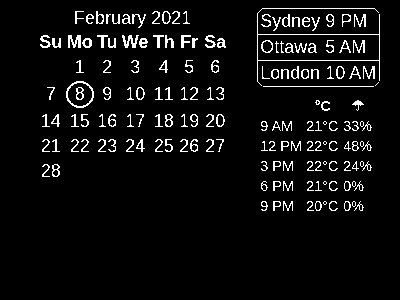 February 2021
Su Mo Tu We Th Fr Sa
1 2 3 4 5 6
7 8 9 10 11 12 13
14 15 16 17 18 19 20
21 22 23 24 25 26 27
28
Sydney 9 PM
Ottawa 5 AM
London 10 AM
°C ☂
9 AM 21°C 33%
12 PM 22°C 48%
3 PM 22°C 24%
6 PM 21°C 0%
9 PM 20°C 0%